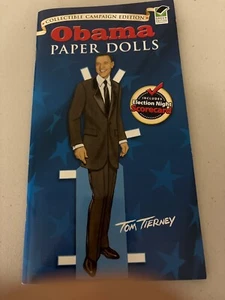 COLLECTIBLE CAMPAIGN EDITION
Obama
PAPER DOLLS
INCLUDES
Election Night
Scorecard
TOM TIERNEY